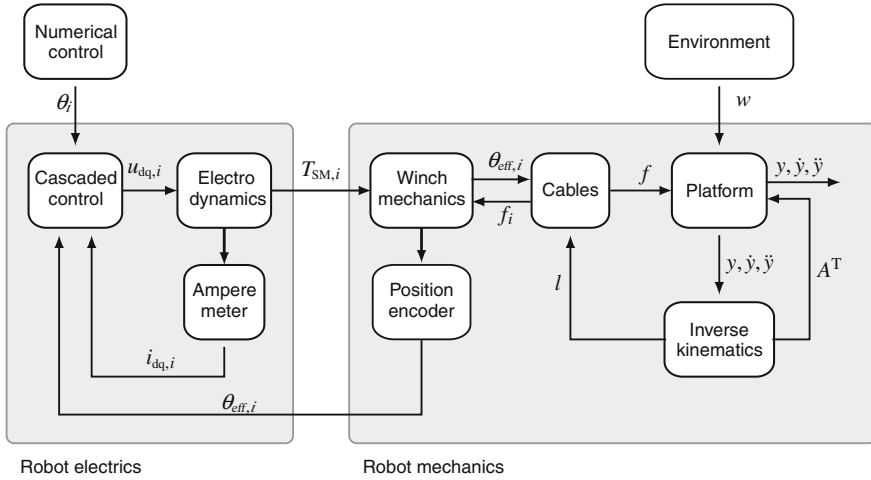 Numerical
control
Environment
θi
w
Cascaded
control
udq,i
Electro
dynamics
TSM,i
Winch
mechanics
θeff,i
fi
Cables
f
Platform
y, ẏ, ÿ
Ampere
meter
Position
encoder
l
y, ẏ, ÿ
AT
Inverse
kinematics
idq,i
θeff,i
Robot electrics
Robot mechanics